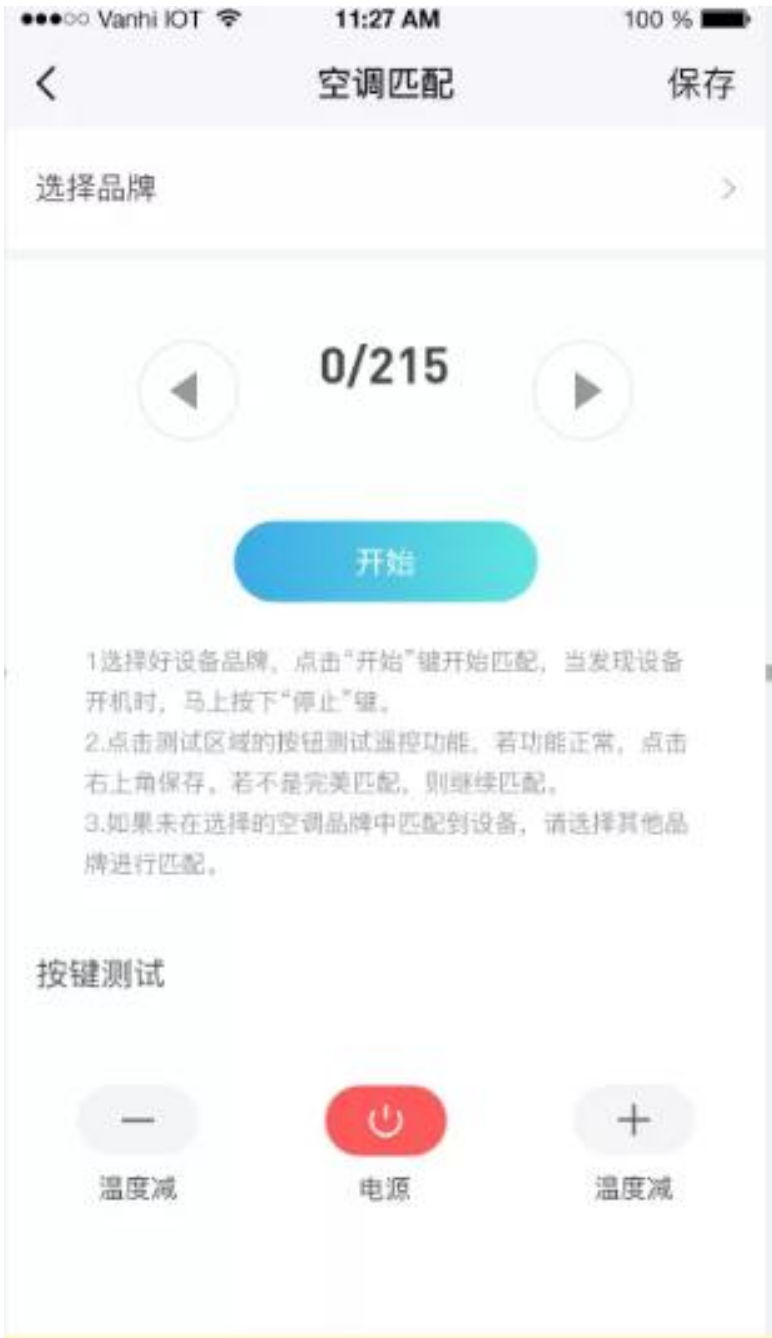 Vanhi IOT 11:27 AM 100 %
空调匹配 保存
选择品牌
0/215
开始
1选择好设备品牌，点击“开始”键开始匹配，当发现设备
开机时，马上按下“停止”键。
2.点击测试区域的按钮测试遥控功能，若功能正常，点击
右上角保存。若不是完美匹配，则继续匹配。
3.如果未在选择的空调品牌中匹配到设备，请选择其他品
牌进行匹配。
按键测试
温度减 电源 温度减